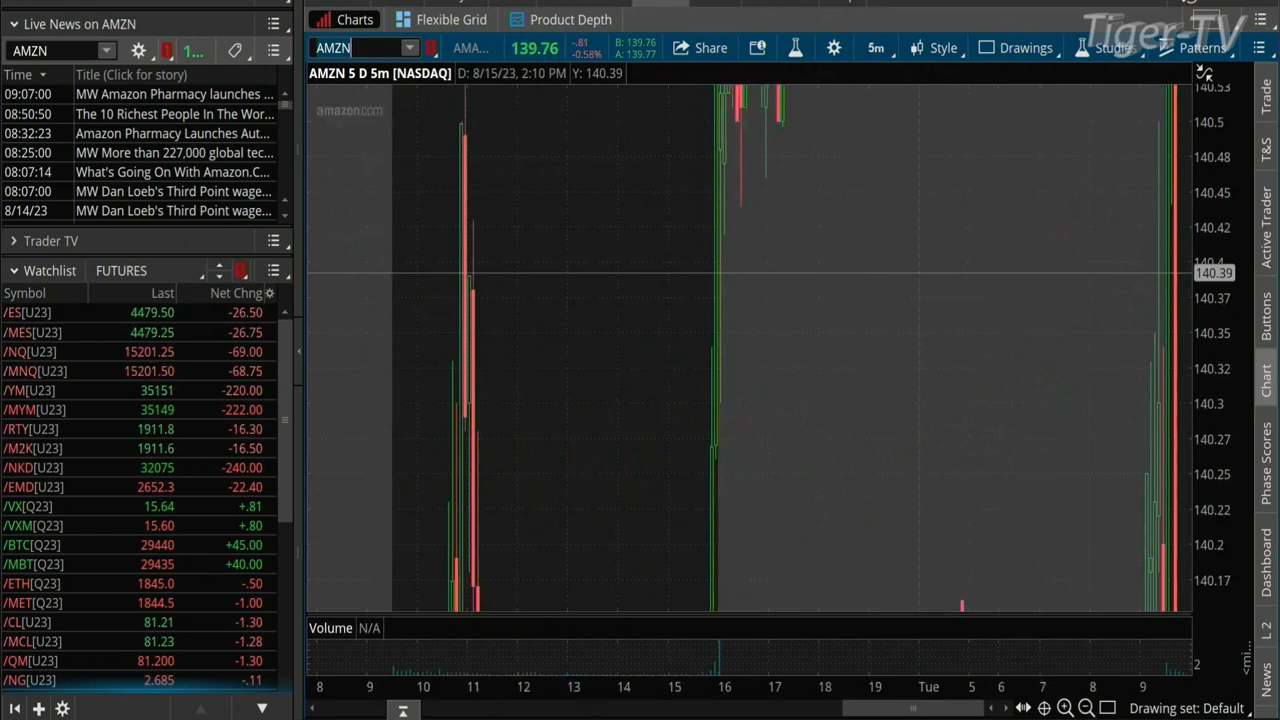 Live News on AMZN
AMZN 1...
Time Title (Click for story)
09:07:00 MW Amazon Pharmacy launches ...
08:50:50 The 10 Richest People In The Wor...
08:32:23 Amazon Pharmacy Launches Aut...
08:25:00 MW More than 227,000 global tec...
08:07:14 What's Going On With Amazon.C...
08:07:00 MW Dan Loeb's Third Point wage...
8/14/23 MW Dan Loeb's Third Point wage...
Trader TV
Watchlist FUTURES
Symbol Last Net Chng
/ES[U23] 4479.50 -26.50
/MES[U23] 4479.25 -26.75
/NQ[U23] 15201.25 -69.00
/MNQ[U23] 15201.50 -68.75
/YM[U23] 35151 -220.00
/MYM[U23] 35149 -222.00
/RTY[U23] 1911.8 -16.30
/M2K[U23] 1911.6 -16.50
/NKD[U23] 32075 -240.00
/EMD[U23] 2652.3 -22.40
/VX[Q23] 15.64 +.81
/VXM[Q23] 15.60 +.80
/BTC[Q23] 29440 +45.00
/MBT[Q23] 29435 +40.00
/ETH[Q23] 1845.0 -.50
/MET[Q23] 1844.5 -1.00
/CL[U23] 81.21 -1.30
/MCL[U23] 81.23 -1.28
/QM[U23] 81.200 -1.30
/NG[U23] 2.685 -.11
Charts Flexible Grid Product Depth
Tiger-TV
AMZN AMA... 139.76 -.81 -0.58% B: 139.76 A: 139.77 Share 5m Style Drawings Studies Patterns
AMZN 5 D 5m [NASDAQ] D: 8/15/23, 2:10 PM Y: 140.39
amazon.com
140.53
140.5
140.48
140.45
140.42
140.4
140.39
140.37
140.35
140.32
140.3
140.27
140.25
140.22
140.2
140.17
Volume N/A
2
<mi...
8 9 10 11 12 13 14 15 16 17 18 19 Tue 5 6 7 8 9
Drawing set: Default
Trade
T&S
Active Trader
Buttons
Chart
Phase Scores
Dashboard
L 2
News